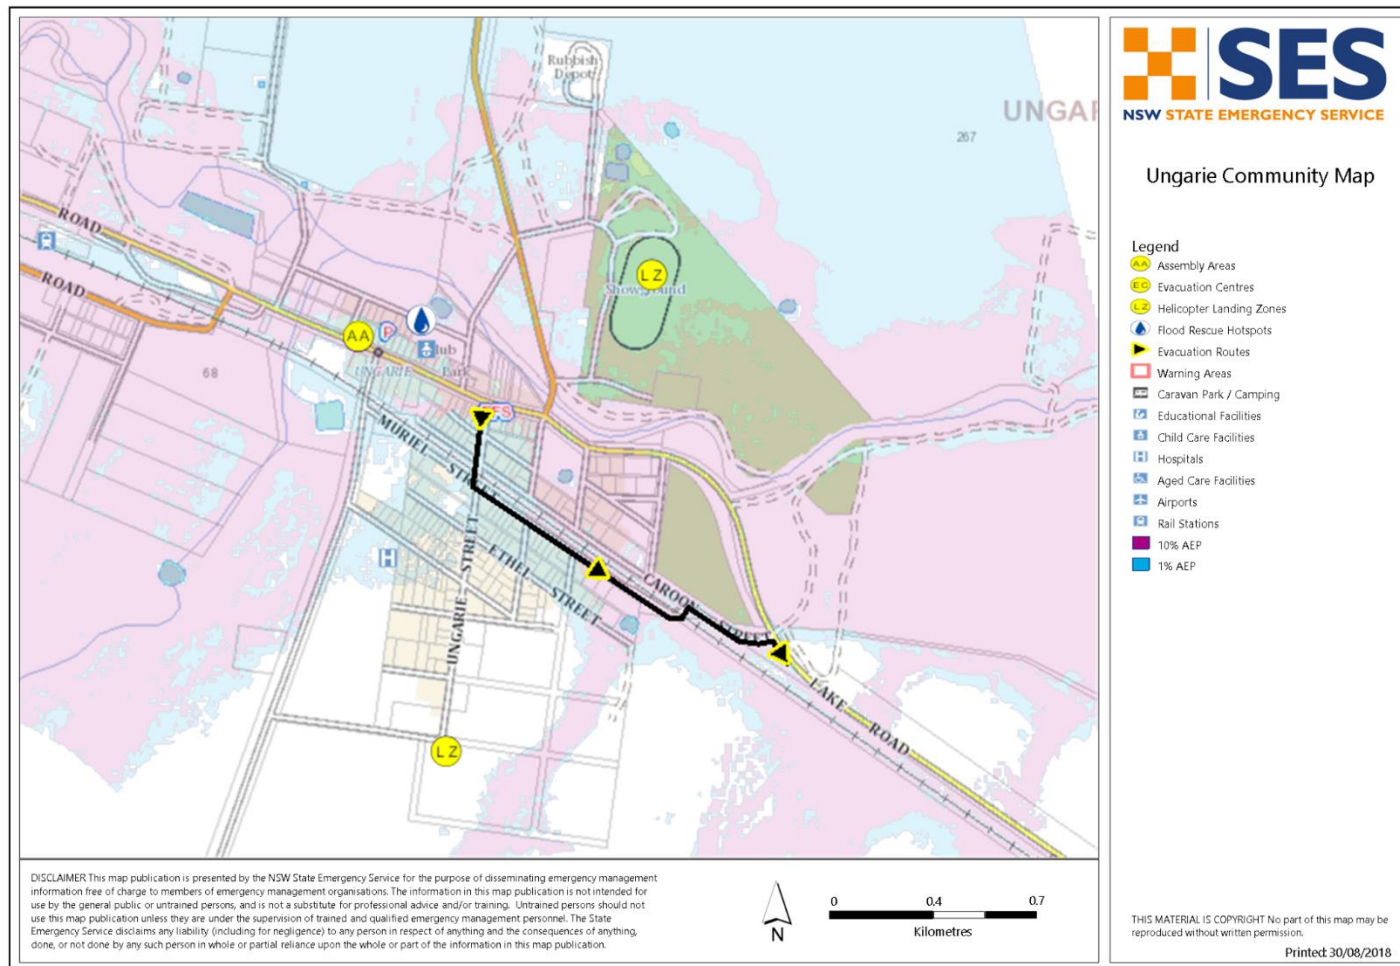 Rubbish
Depot
UNGAR
267
ROAD
ROAD
LZ
Showground
AA
P
Club
Park
UNGARIE
68
SES
MURIEL STREET
H
UNGARIE STREET
ETHEL STREET
CAROON STREET
LAKE ROAD
LZ
SES
NSW STATE EMERGENCY SERVICE
Ungarie Community Map
Legend
AA Assembly Areas
EC Evacuation Centres
LZ Helicopter Landing Zones
Flood Rescue Hotspots
Evacuation Routes
Warning Areas
Caravan Park / Camping
Educational Facilities
Child Care Facilities
H Hospitals
Aged Care Facilities
Airports
Rail Stations
10% AEP
1% AEP
DISCLAIMER This map publication is presented by the NSW State Emergency Service for the purpose of disseminating emergency management
information free of charge to members of emergency management organisations. The information in this map publication is not intended for
use by the general public or untrained persons, and is not a substitute for professional advice and/or training. Untrained persons should not
use this map publication unless they are under the supervision of trained and qualified emergency management personnel. The State
Emergency Service disclaims any liability (including for negligence) to any person in respect of anything and the consequences of anything,
done, or not done by any such person in whole or partial reliance upon the whole or part of the information in this map publication.
N
0 0.4 0.7
Kilometres
THIS MATERIAL IS COPYRIGHT No part of this map may be
reproduced without written permission.
Printed: 30/08/2018